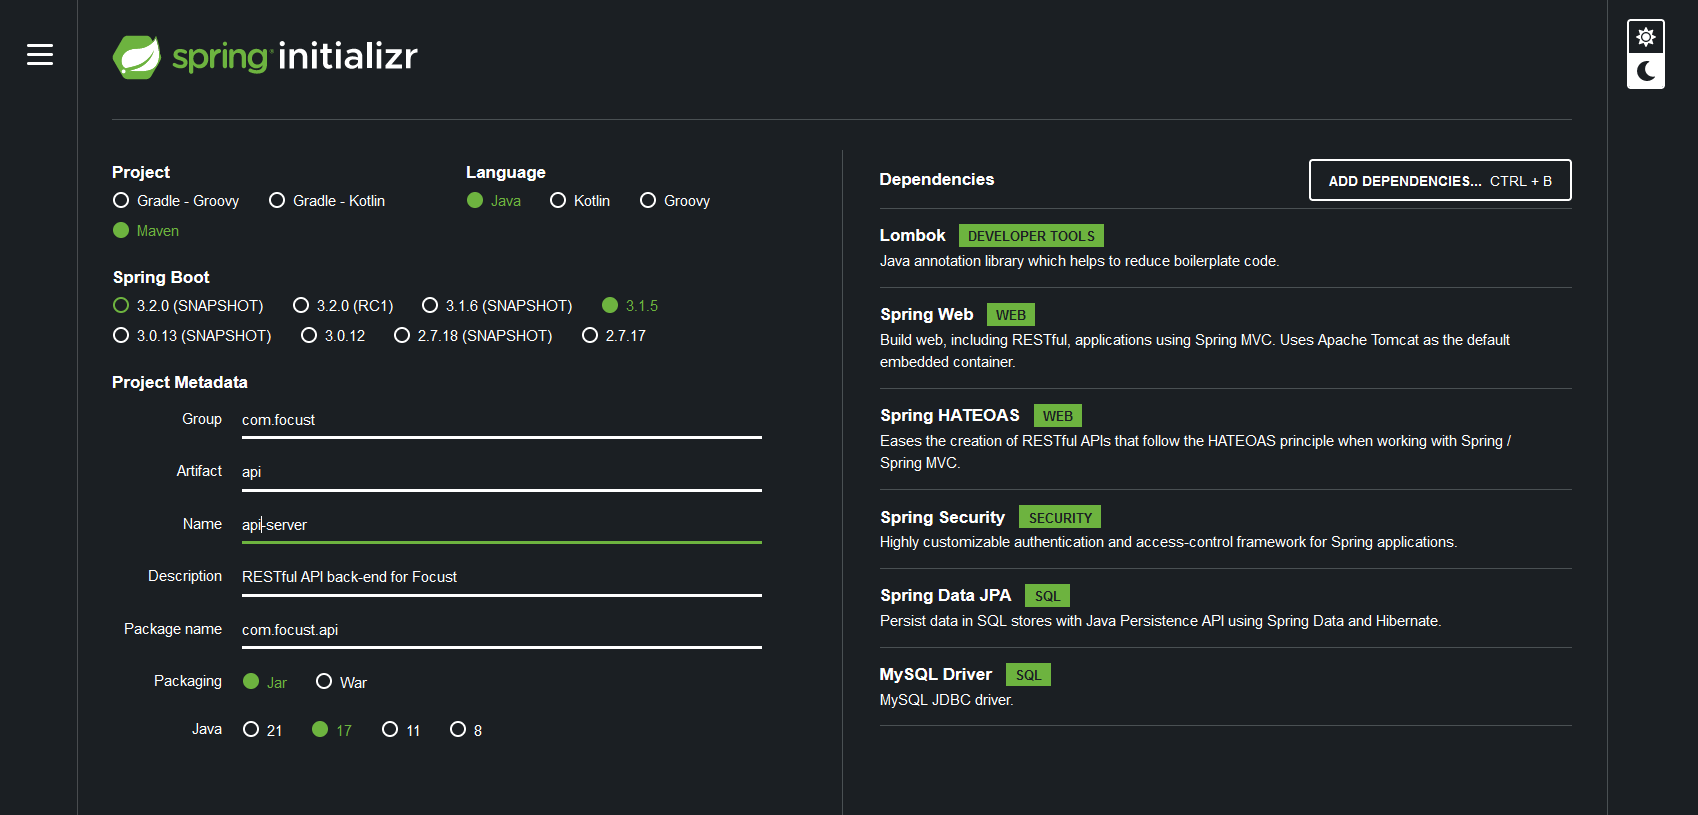 spring initializr
Project
Gradle - Groovy Gradle - Kotlin
Maven
Language
Java Kotlin Groovy
Spring Boot
3.2.0 (SNAPSHOT) 3.2.0 (RC1) 3.1.6 (SNAPSHOT) 3.1.5
3.0.13 (SNAPSHOT) 3.0.12 2.7.18 (SNAPSHOT) 2.7.17
Project Metadata
Group com.focust
Artifact api
Name api-server
Description RESTful API back-end for Focust
Package name com.focust.api
Packaging Jar War
Java 21 17 11 8
Dependencies
ADD DEPENDENCIES... CTRL + B
Lombok DEVELOPER TOOLS
Java annotation library which helps to reduce boilerplate code.
Spring Web WEB
Build web, including RESTful, applications using Spring MVC. Uses Apache Tomcat as the default
embedded container.
Spring HATEOAS WEB
Eases the creation of RESTful APIs that follow the HATEOAS principle when working with Spring /
Spring MVC.
Spring Security SECURITY
Highly customizable authentication and access-control framework for Spring applications.
Spring Data JPA SQL
Persist data in SQL stores with Java Persistence API using Spring Data and Hibernate.
MySQL Driver SQL
MySQL JDBC driver.